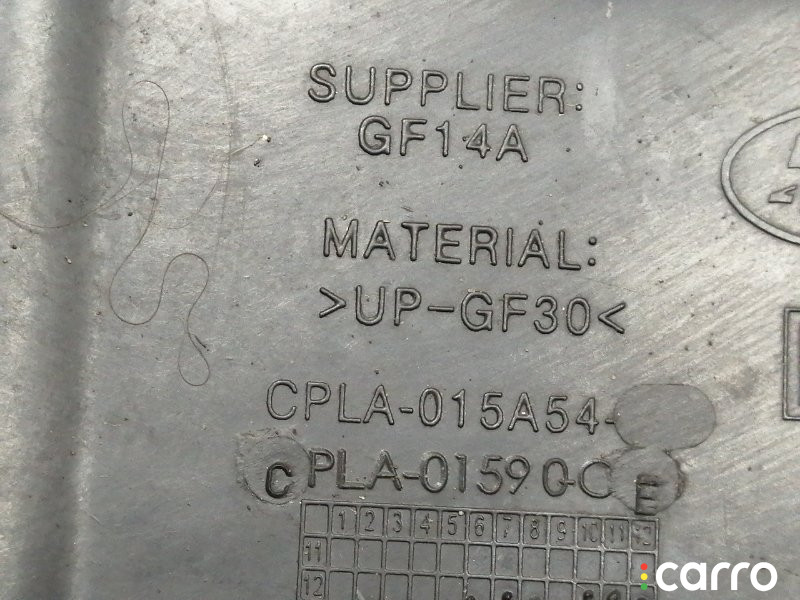 SUPPLIER:
GF14A
MATERIAL:
>UP-GF30<
CPLA-015A54-
CPLA-01590-C E
1 2 3 4 5 6 7 8 9 10 11 12
11
12
carro